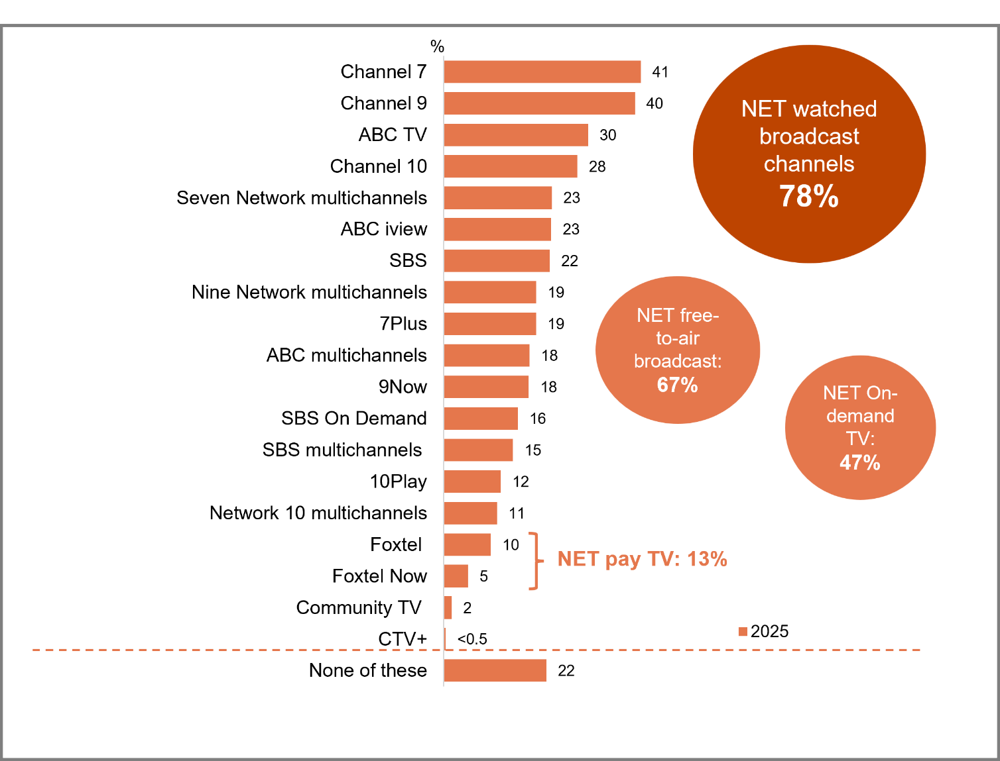 %
Channel 7 41
Channel 9 40
ABC TV 30
Channel 10 28
Seven Network multichannels 23
ABC iview 23
SBS 22
Nine Network multichannels 19
7Plus 19
ABC multichannels 18
9Now 18
SBS On Demand 16
SBS multichannels 15
10Play 12
Network 10 multichannels 11
Foxtel 10
Foxtel Now 5
Community TV 2
CTV+ <0.5
None of these 22
NET watched
broadcast
channels
78%
NET free-
to-air
broadcast:
67%
NET On-
demand
TV:
47%
NET pay TV: 13%
2025